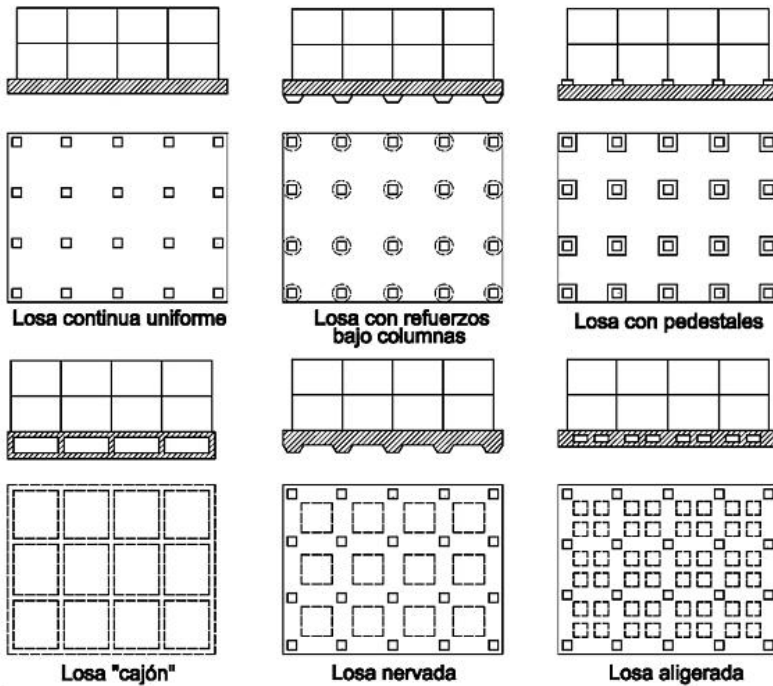 Losa continua uniforme
Losa con refuerzos
bajo columnas
Losa con pedestales
Losa "cajón"
Losa nervada
Losa aligerada